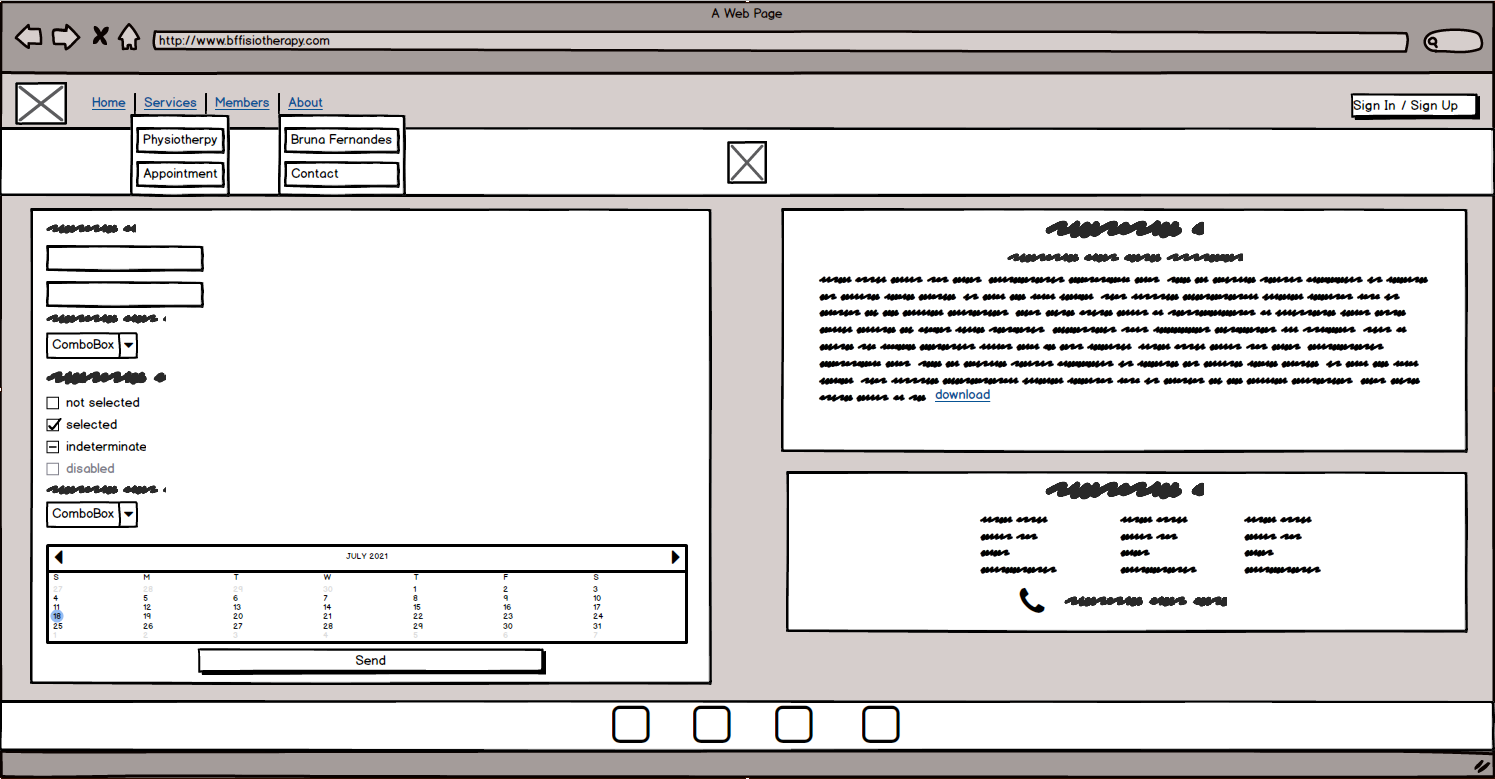 A Web Page
http://www.bffisiotherapy.com
Home Services Members About
Sign In / Sign Up
Physiotherpy Bruna Fernandes
Appointment Contact
ComboBox
not selected
selected
indeterminate
disabled
ComboBox
download
JULY 2021
S M T W T F S
27 28 29 30 1 2 3
4 5 6 7 8 9 10
11 12 13 14 15 16 17
18 19 20 21 22 23 24
25 26 27 28 29 30 31
1 2 3 4 5 6 7
Send